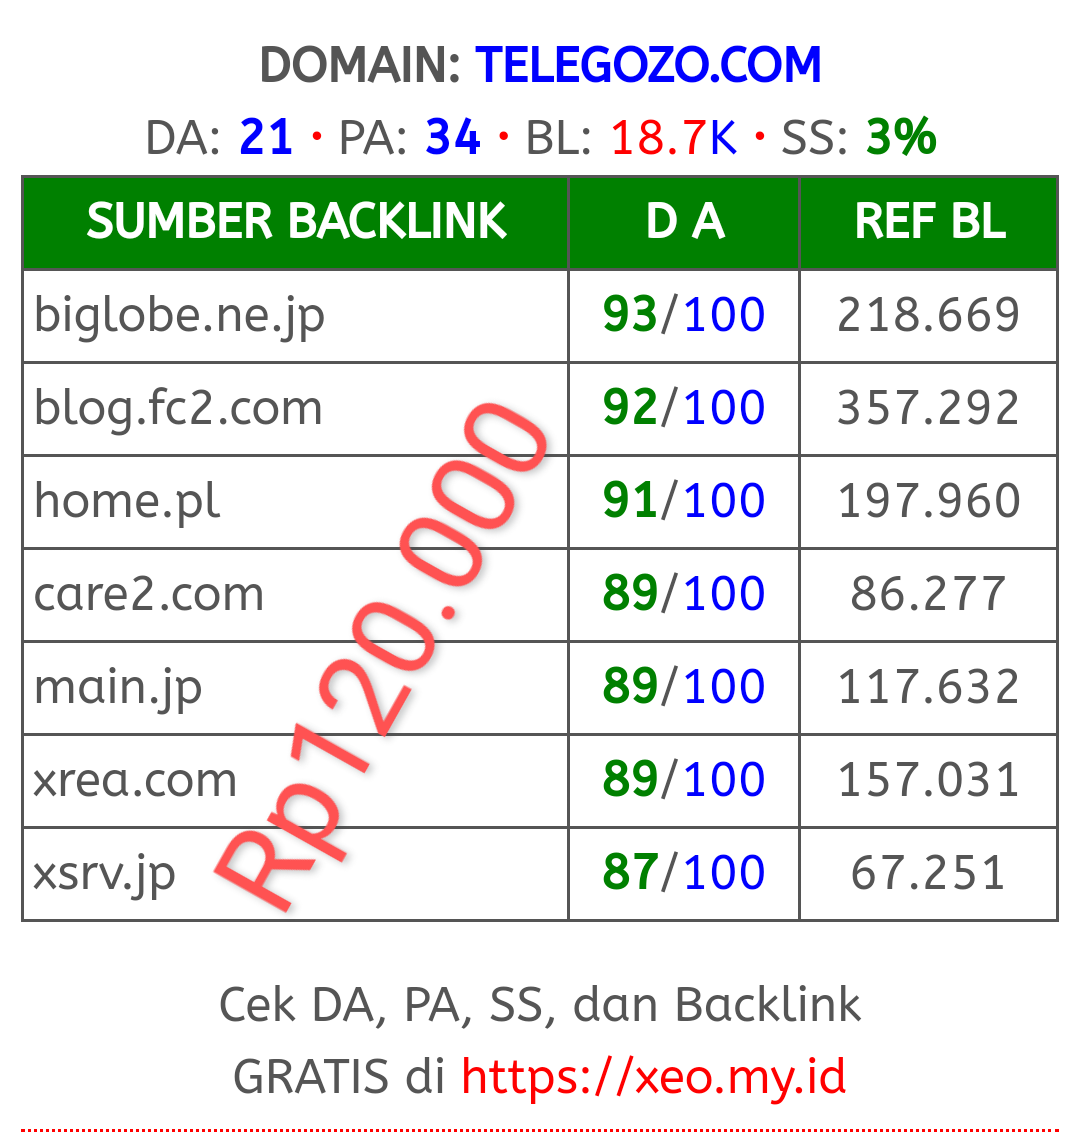 DOMAIN: TELEGOZO.COM
DA: 21 • PA: 34 • BL: 18.7K • SS: 3%
SUMBER BACKLINK D A REF BL
biglobe.ne.jp 93/100 218.669
blog.fc2.com 92/100 357.292
home.pl 91/100 197.960
care2.com 89/100 86.277
main.jp 89/100 117.632
xrea.com 89/100 157.031
xsrv.jp 87/100 67.251
Rp120.000
Cek DA, PA, SS, dan Backlink
GRATIS di https://xeo.my.id